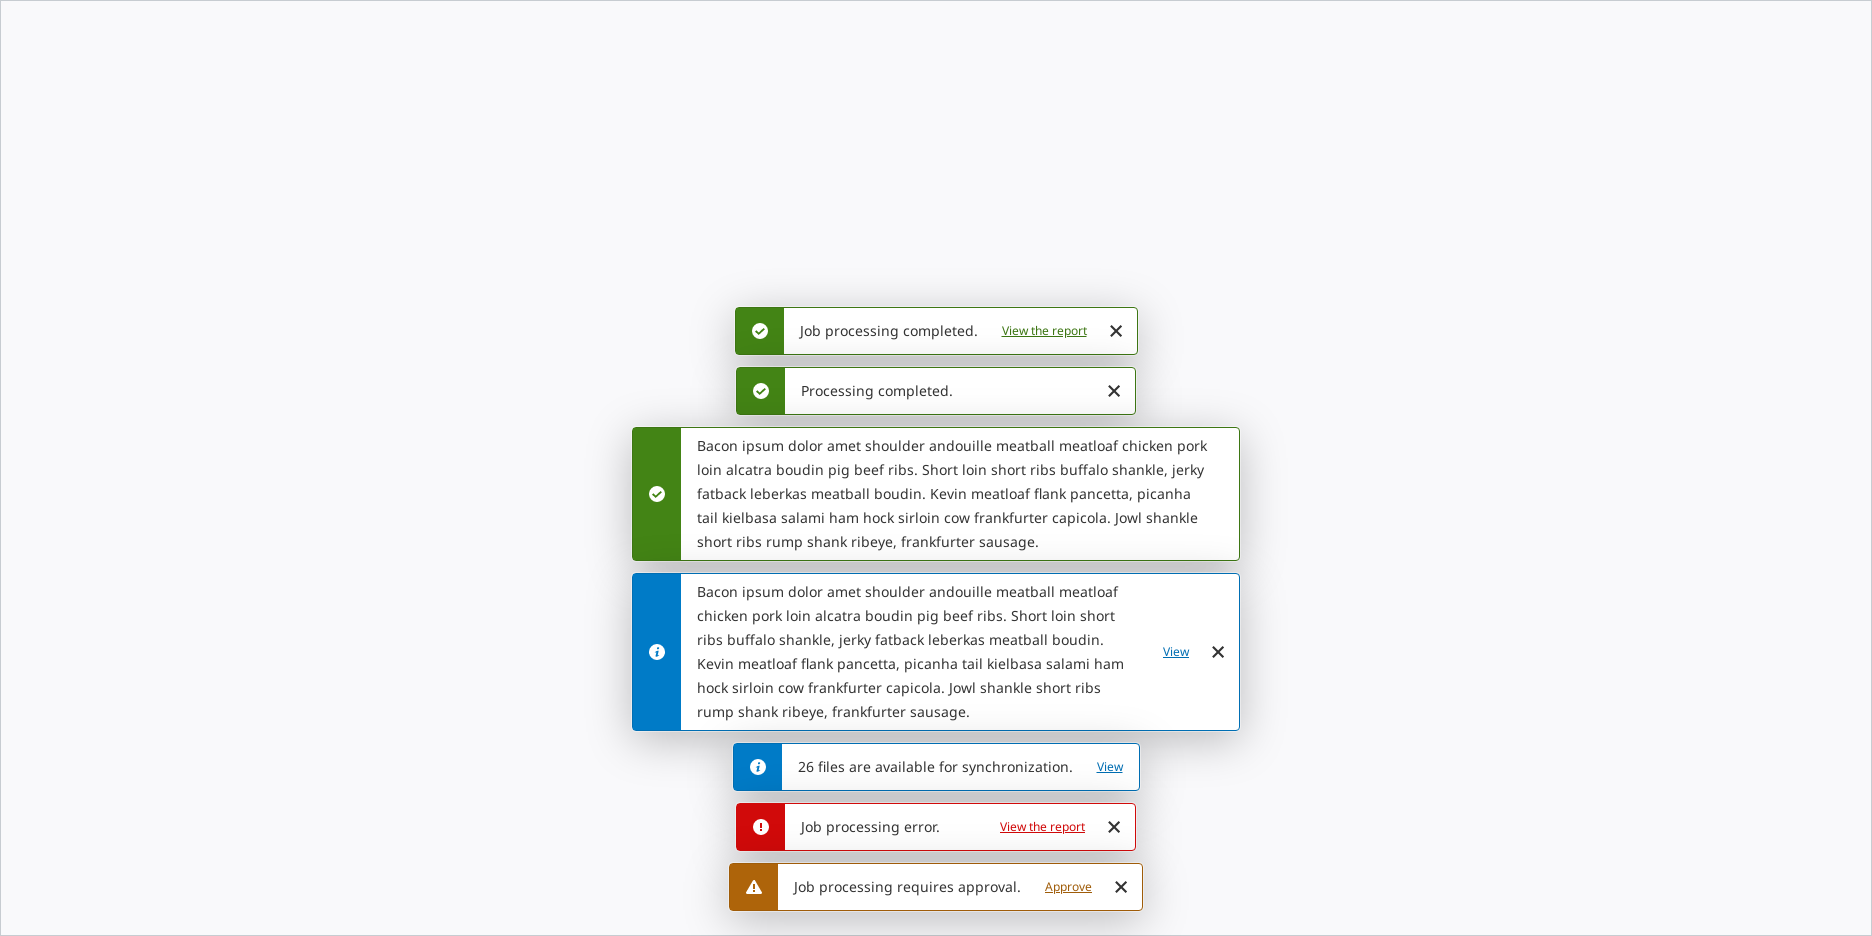 Job processing completed. View the report
Processing completed.
Bacon ipsum dolor amet shoulder andouille meatball meatloaf chicken pork
loin alcatra boudin pig beef ribs. Short loin short ribs buffalo shankle, jerky
fatback leberkas meatball boudin. Kevin meatloaf flank pancetta, picanha
tail kielbasa salami ham hock sirloin cow frankfurter capicola. Jowl shankle
short ribs rump shank ribeye, frankfurter sausage.
Bacon ipsum dolor amet shoulder andouille meatball meatloaf
chicken pork loin alcatra boudin pig beef ribs. Short loin short
ribs buffalo shankle, jerky fatback leberkas meatball boudin.
Kevin meatloaf flank pancetta, picanha tail kielbasa salami ham
hock sirloin cow frankfurter capicola. Jowl shankle short ribs
rump shank ribeye, frankfurter sausage.
View
26 files are available for synchronization. View
Job processing error. View the report
Job processing requires approval. Approve